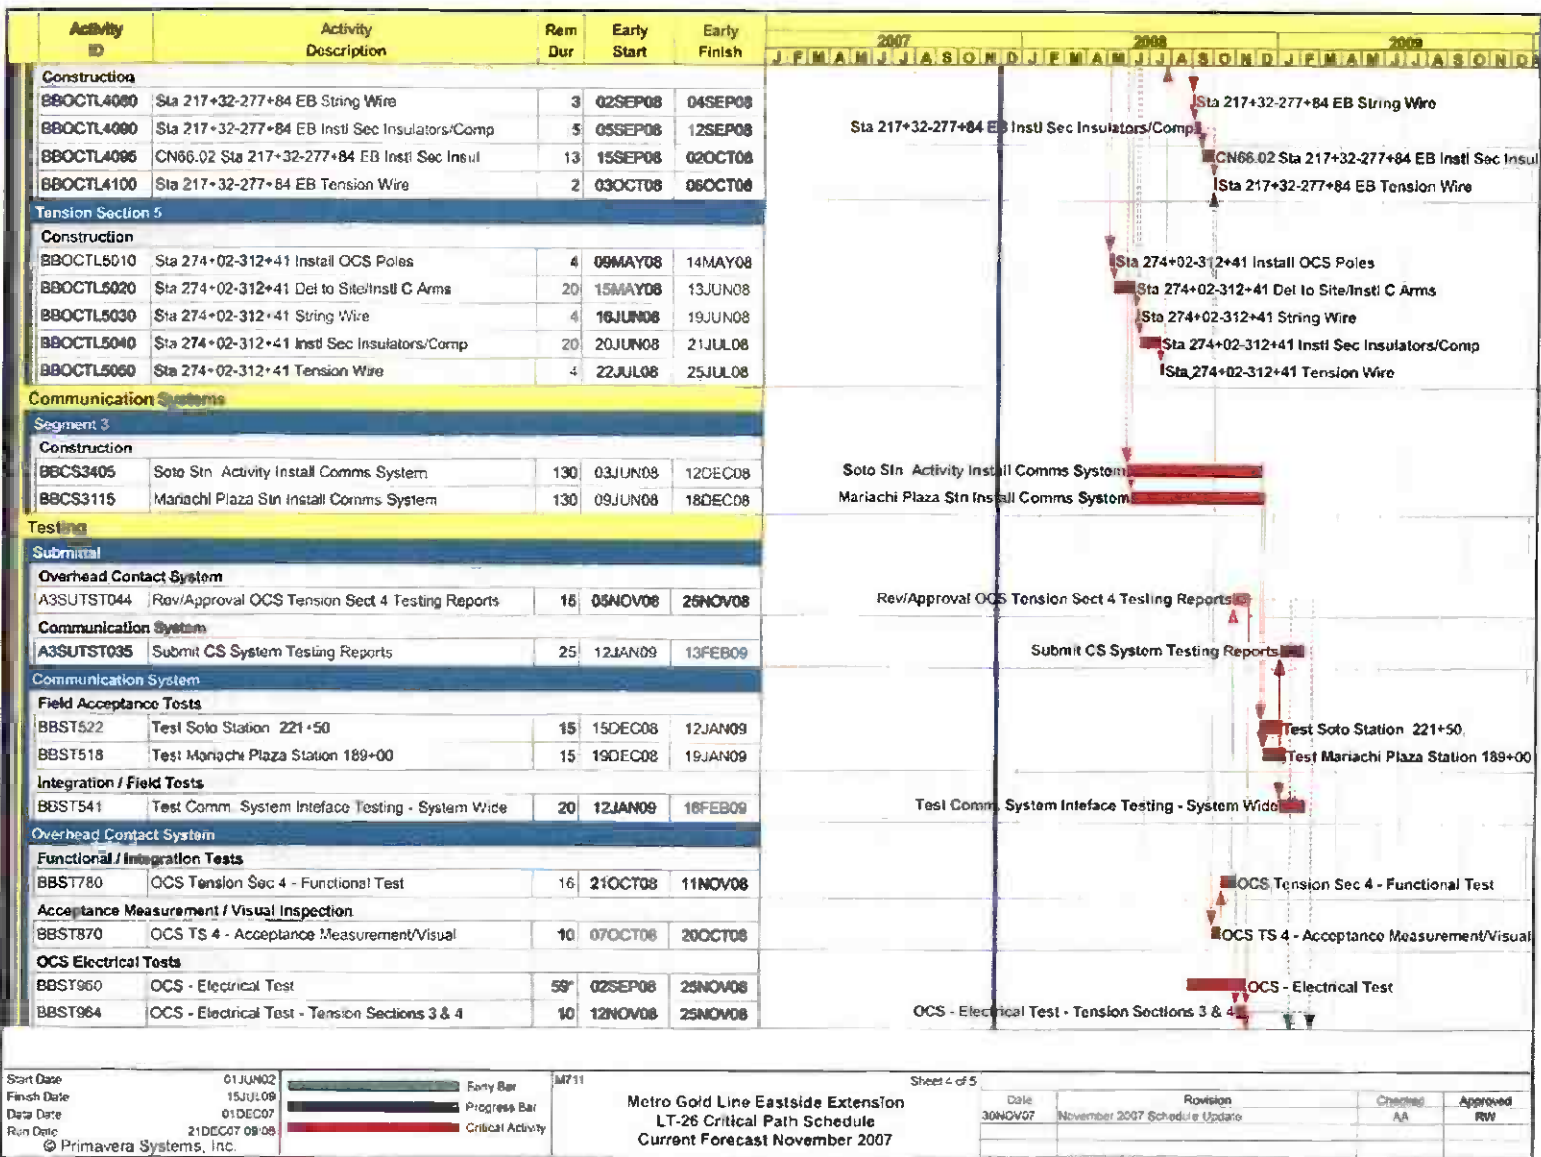 Activity ID Activity Description Rem Dur Early Start Early Finish
2007 2008 2009
J F M A M J J A S O N D J F M A M J J A S O N D J F M A M J J A S O N D
Construction
BBOCTL4080 Sta 217+32-277+84 EB String Wire 3 02SEP08 04SEP08 Sta 217+32-277+84 EB String Wire
BBOCTL4090 Sta 217+32-277+84 EB Instl Sec Insulators/Comp 5 05SEP08 12SEP08 Sta 217+32-277+84 EB Instl Sec Insulators/Comp
BBOCTL4095 CN66.02 Sta 217+32-277+84 EB Instl Sec Insul 13 15SEP08 02OCT08 CN66.02 Sta 217+32-277+84 EB Instl Sec Insul
BBOCTL4100 Sta 217+32-277+84 EB Tension Wire 2 03OCT08 06OCT08 Sta 217+32-277+84 EB Tension Wire
Tension Section 5
Construction
BBOCTL5010 Sta 274+02-312+41 Install OCS Poles 4 09MAY08 14MAY08 Sta 274+02-312+41 Install OCS Poles
BBOCTL5020 Sta 274+02-312+41 Del to Site/Instl C Arms 20 15MAY08 13JUN08 Sta 274+02-312+41 Del to Site/Instl C Arms
BBOCTL5030 Sta 274+02-312+41 String Wire 4 16JUN08 19JUN08 Sta 274+02-312+41 String Wire
BBOCTL5040 Sta 274+02-312+41 Instl Sec Insulators/Comp 20 20JUN08 21JUL08 Sta 274+02-312+41 Instl Sec Insulators/Comp
BBOCTL5050 Sta 274+02-312+41 Tension Wire 4 22JUL08 25JUL08 Sta 274+02-312+41 Tension Wire
Communication Systems
Segment 3
Construction
BBCS3405 Soto Stn Activity Install Comms System 130 03JUN08 12DEC08 Soto Stn Activity Install Comms System
BBCS3115 Mariachi Plaza Stn Install Comms System 130 09JUN08 18DEC08 Mariachi Plaza Stn Install Comms System
Testing
Submittal
Overhead Contact System
A3SUTST044 Rev/Approval OCS Tension Sect 4 Testing Reports 15 05NOV08 25NOV08 Rev/Approval OCS Tension Sect 4 Testing Reports
Communication System
A3SUTST035 Submit CS System Testing Reports 25 12JAN09 13FEB09 Submit CS System Testing Reports
Communication System
Field Acceptance Tests
BBST522 Test Soto Station 221+50 15 15DEC08 12JAN09 Test Soto Station 221+50
BBST518 Test Mariachi Plaza Station 189+00 15 19DEC08 19JAN09 Test Mariachi Plaza Station 189+00
Integration / Field Tests
BBST541 Test Comm. System Inteface Testing - System Wide 20 12JAN09 16FEB09 Test Comm. System Inteface Testing - System Wide
Overhead Contact System
Functional / Integration Tests
BBST780 OCS Tension Sec 4 - Functional Test 16 21OCT08 11NOV08 OCS Tension Sec 4 - Functional Test
Acceptance Measurement / Visual Inspection
BBST870 OCS TS 4 - Acceptance Measurement/Visual 10 07OCT08 20OCT08 OCS TS 4 - Acceptance Measurement/Visual
OCS Electrical Tests
BBST960 OCS - Electrical Test 59* 02SEP08 25NOV08 OCS - Electrical Test
BBST964 OCS - Electrical Test - Tension Sections 3 & 4 10 12NOV08 25NOV08 OCS - Electrical Test - Tension Sections 3 & 4
Start Date 01JUN02
Finish Date 15JUL09
Data Date 01DEC07
Run Date 21DEC07 09:08
© Primavera Systems, Inc.
Early Bar
Progress Bar
Critical Activity
M711
Sheet 4 of 5
Metro Gold Line Eastside Extension
LT-26 Critical Path Schedule
Current Forecast November 2007
Date Revision Checked Approved
30NOV07 November 2007 Schedule Update AA RW